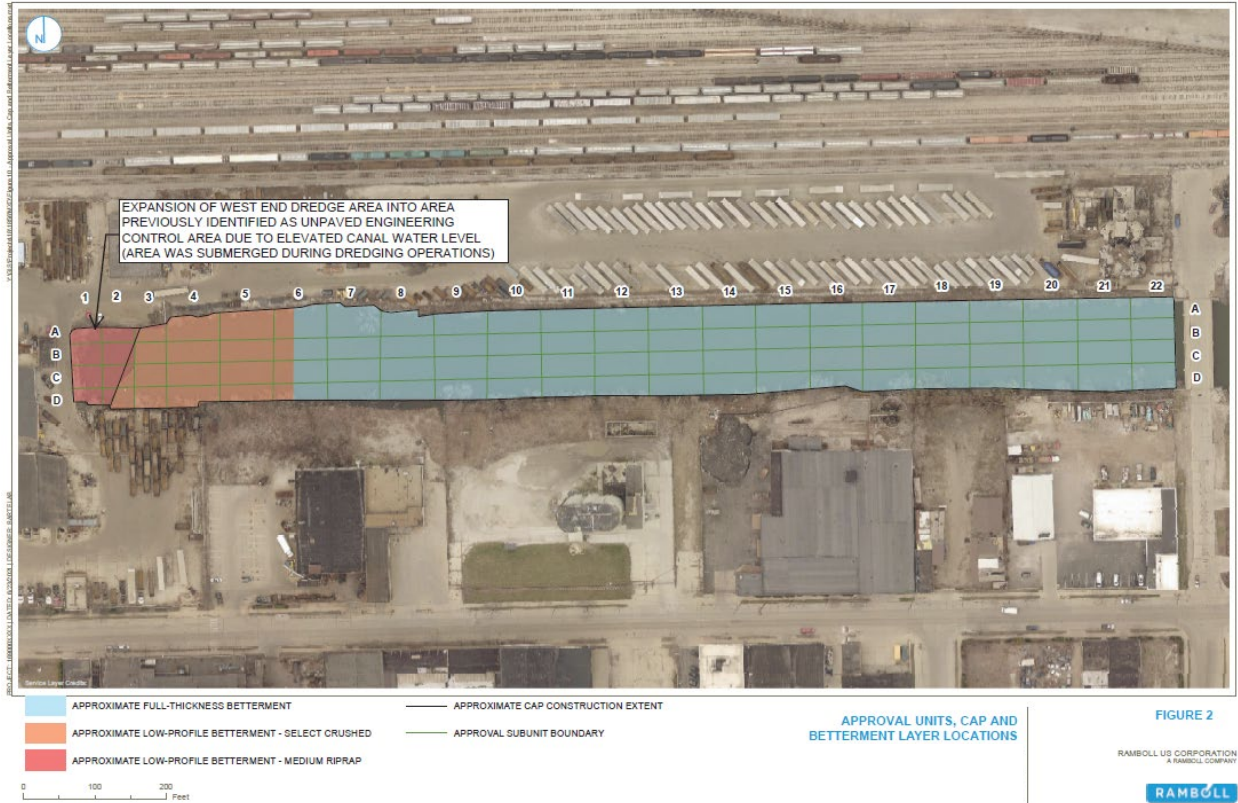 N
EXPANSION OF WEST END DREDGE AREA INTO AREA
PREVIOUSLY IDENTIFIED AS UNPAVED ENGINEERING
CONTROL AREA DUE TO ELEVATED CANAL WATER LEVEL
(AREA WAS SUBMERGED DURING DREDGING OPERATIONS)
1 2 3 4 5 6 7 8 9 10 11 12 13 14 15 16 17 18 19 20 21 22
A A
B B
C C
D D
Service Layer Credits:
APPROXIMATE FULL-THICKNESS BETTERMENT
APPROXIMATE LOW-PROFILE BETTERMENT - SELECT CRUSHED
APPROXIMATE LOW-PROFILE BETTERMENT - MEDIUM RIPRAP
APPROXIMATE CAP CONSTRUCTION EXTENT
APPROVAL SUBUNIT BOUNDARY
0 100 200
Feet
APPROVAL UNITS, CAP AND
BETTERMENT LAYER LOCATIONS
FIGURE 2
RAMBOLL US CORPORATION
A RAMBOLL COMPANY
RAMBOLL